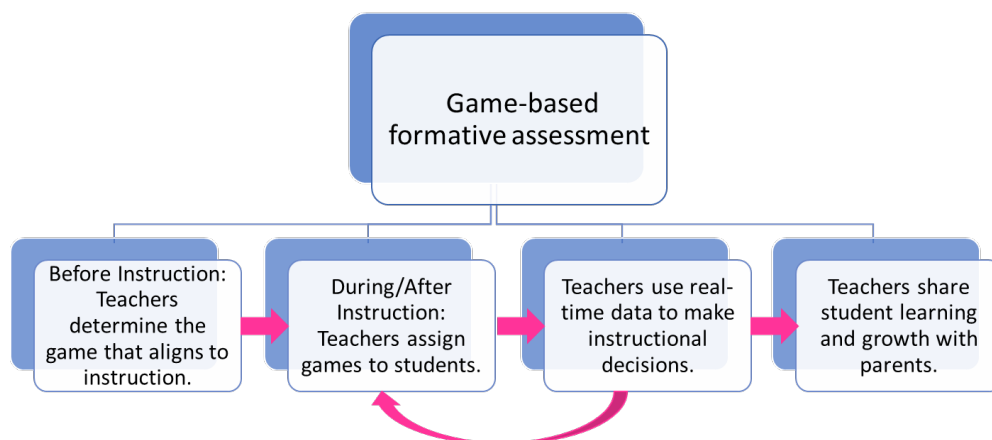 Game-based
formative assessment
Before Instruction:
Teachers
determine the
game that aligns to
instruction.
During/After
Instruction:
Teachers assign
games to students.
Teachers use real-
time data to make
instructional
decisions.
Teachers share
student learning
and growth with
parents.